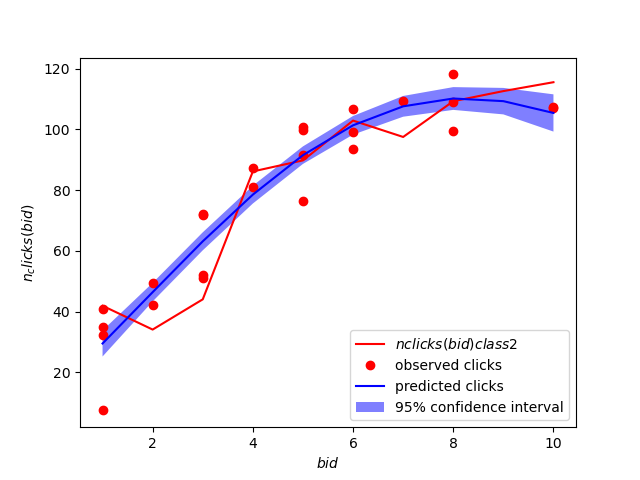 120
100
80
60
40
20
n_clicks(bid)
nclicks(bid)class2
observed clicks
predicted clicks
95% confidence interval
2
4
6
8
10
bid